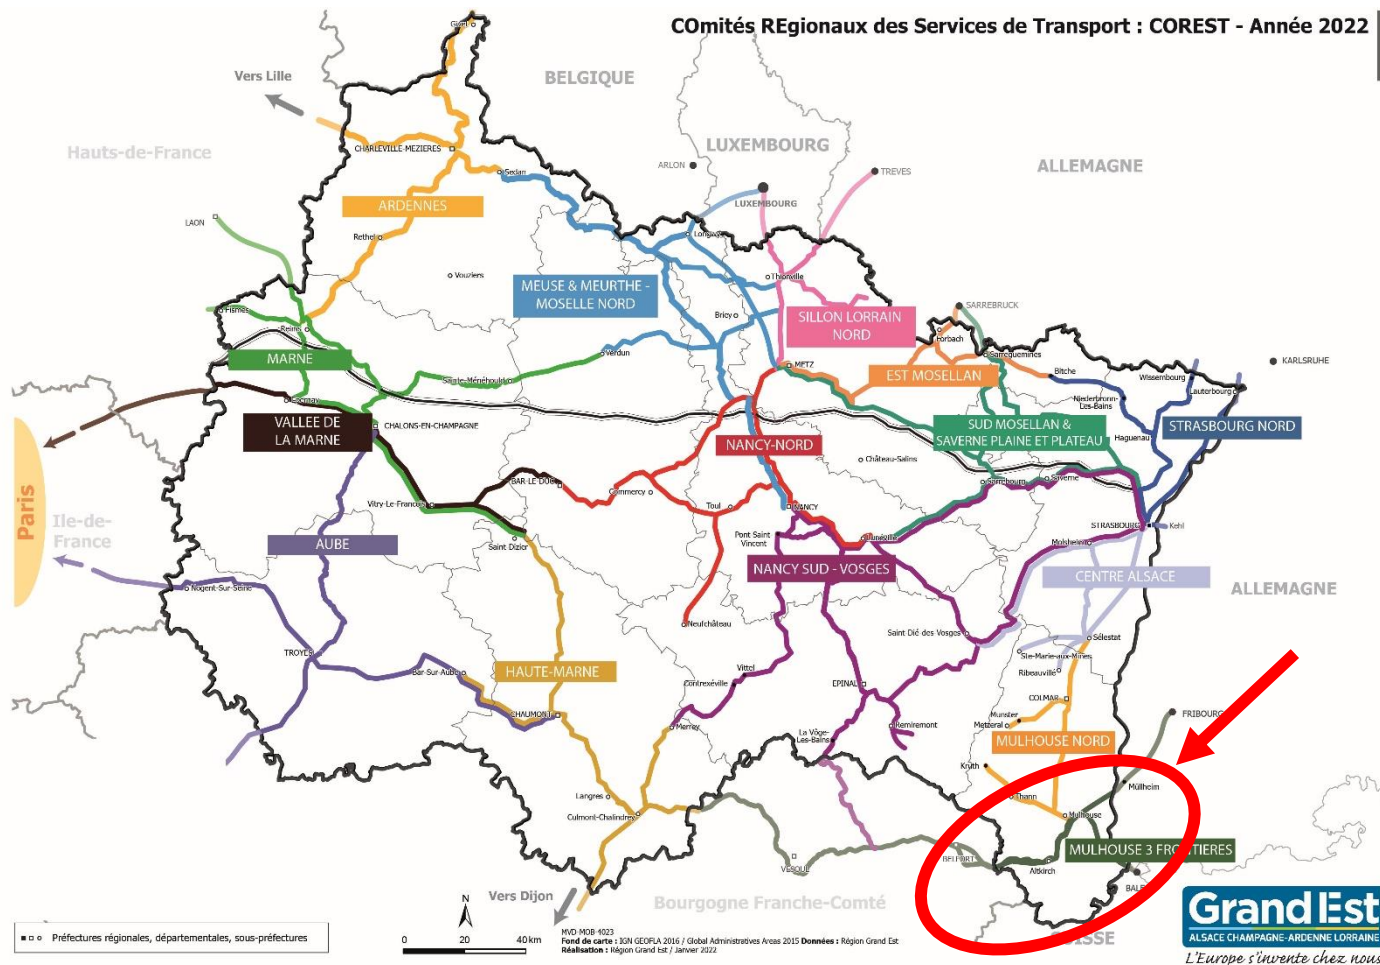 COmités REgionaux des Services de Transport : COREST - Année 2022
Givet
Vers Lille
BELGIQUE
Hauts-de-France
CHARLEVILLE-MEZIERES
Sedan
ARLON
LUXEMBOURG
TREVES
ALLEMAGNE
LUXEMBOURG
ARDENNES
LAON
Rethel
Longwy
Vouziers
Thionville
MEUSE & MEURTHE -
MOSELLE NORD
Fismes
Reims
Briey
SILLON LORRAIN
NORD
SARREBRUCK
Forbach
Sarreguemines
MARNE
Verdun
METZ
KARLSRUHE
Sainte-Ménéhould
EST MOSELLAN
Bitche
Wissembourg
Lauterbourg
Epernay
Niederbronn-
Les-Bains
VALLEE DE
LA MARNE
CHALONS-EN-CHAMPAGNE
SUD MOSELLAN &
SAVERNE PLAINE ET PLATEAU
STRASBOURG NORD
Haguenau
NANCY-NORD
Château-Salins
Paris
BAR-LE DUC
Commercy
Sarrebourg
Saverne
Vitry-Le-François
Toul
NANCY
Ile-de-
France
STRASBOURG
Kehl
Saint Dizier
Pont Saint
Vincent
Lunéville
Molsheim
AUBE
NANCY SUD - VOSGES
CENTRE ALSACE
ALLEMAGNE
Nogent-Sur-Seine
Neufchâteau
Saint Dié des Vosges
Sélestat
TROYES
Ste-Marie-aux-Mines
Bar-Sur-Aube
HAUTE-MARNE
Vittel
Ribeauvillé
Contrexéville
EPINAL
COLMAR
CHAUMONT
Munster
Metzeral
FRIBOURG
Merrey
Remiremont
La Vôge-
Les-Bains
MULHOUSE NORD
Kruth
Langres
Thann
Müllheim
Culmont-Chalindrey
Mulhouse
BELFORT
MULHOUSE 3 FRONTIERES
VESOUL
Altkirch
BALE
Vers Dijon
Bourgogne Franche-Comté
SUISSE
Grand Est
ALSACE CHAMPAGNE-ARDENNE LORRAINE
L'Europe s'invente chez nous
Préfectures régionales, départementales, sous-préfectures
N
0 20 40 km
MVD-MOB-4023
Fond de carte : IGN GEOFLA 2016 / Global Administratives Areas 2015 Données : Région Grand Est
Réalisation : Région Grand Est / Janvier 2022